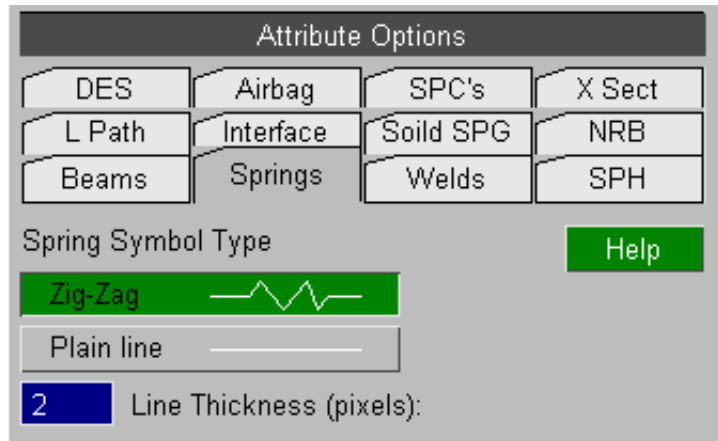 Attribute Options
DES Airbag SPC's X Sect
L Path Interface Soild SPG NRB
Beams Springs Welds SPH
Spring Symbol Type Help
Zig-Zag
Plain line
2 Line Thickness (pixels):